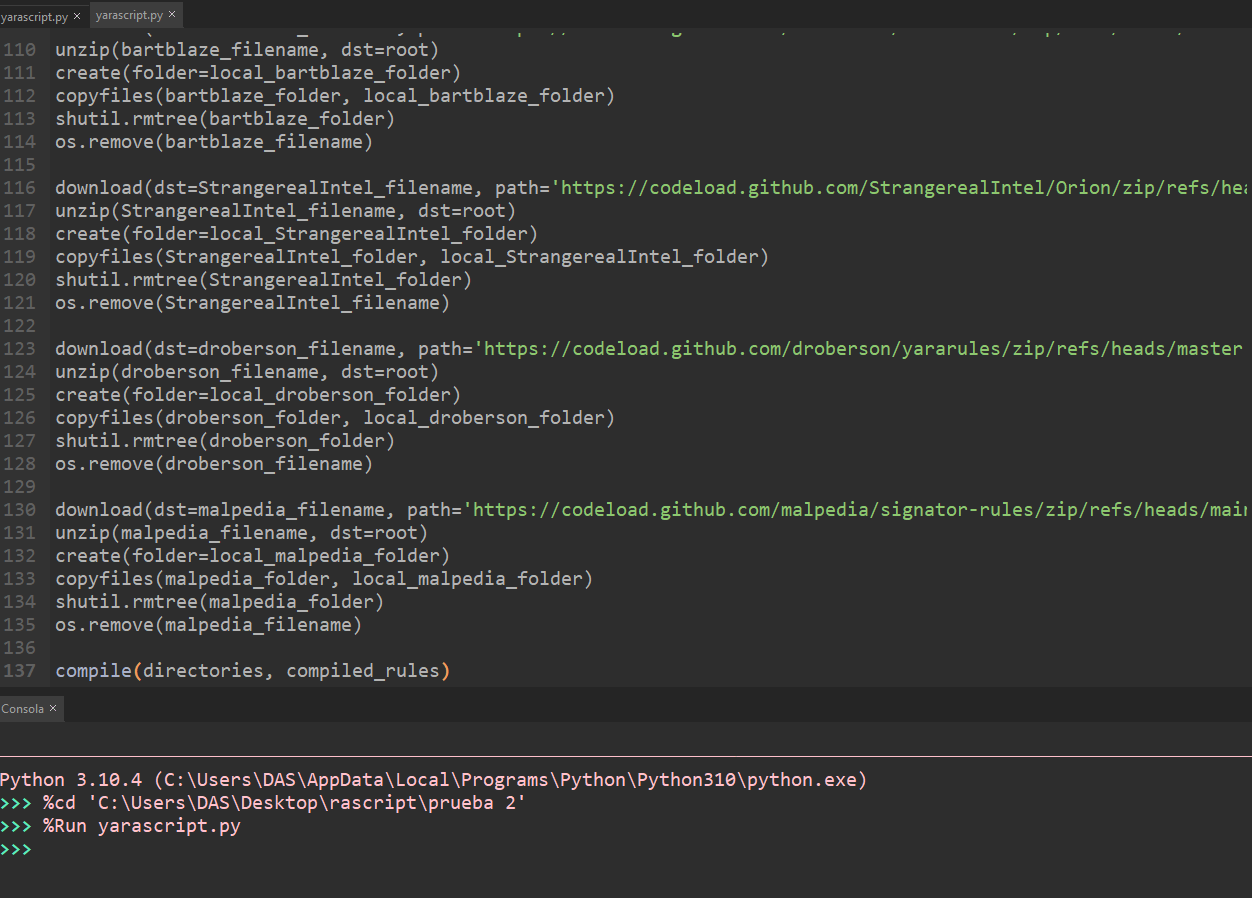 yarascript.py × yarascript.py ×
110 unzip(bartblaze_filename, dst=root)
111 create(folder=local_bartblaze_folder)
112 copyfiles(bartblaze_folder, local_bartblaze_folder)
113 shutil.rmtree(bartblaze_folder)
114 os.remove(bartblaze_filename)
115
116 download(dst=StrangerealIntel_filename, path='https://codeload.github.com/StrangerealIntel/Orion/zip/refs/hea
117 unzip(StrangerealIntel_filename, dst=root)
118 create(folder=local_StrangerealIntel_folder)
119 copyfiles(StrangerealIntel_folder, local_StrangerealIntel_folder)
120 shutil.rmtree(StrangerealIntel_folder)
121 os.remove(StrangerealIntel_filename)
122
123 download(dst=droberson_filename, path='https://codeload.github.com/droberson/yararules/zip/refs/heads/master
124 unzip(droberson_filename, dst=root)
125 create(folder=local_droberson_folder)
126 copyfiles(droberson_folder, local_droberson_folder)
127 shutil.rmtree(droberson_folder)
128 os.remove(droberson_filename)
129
130 download(dst=malpedia_filename, path='https://codeload.github.com/malpedia/signator-rules/zip/refs/heads/main
131 unzip(malpedia_filename, dst=root)
132 create(folder=local_malpedia_folder)
133 copyfiles(malpedia_folder, local_malpedia_folder)
134 shutil.rmtree(malpedia_folder)
135 os.remove(malpedia_filename)
136
137 compile(directories, compiled_rules)
Consola ×
Python 3.10.4 (C:\Users\DAS\AppData\Local\Programs\Python\Python310\python.exe)
>>> %cd 'C:\Users\DAS\Desktop\rascript\prueba 2'
>>> %Run yarascript.py
>>>